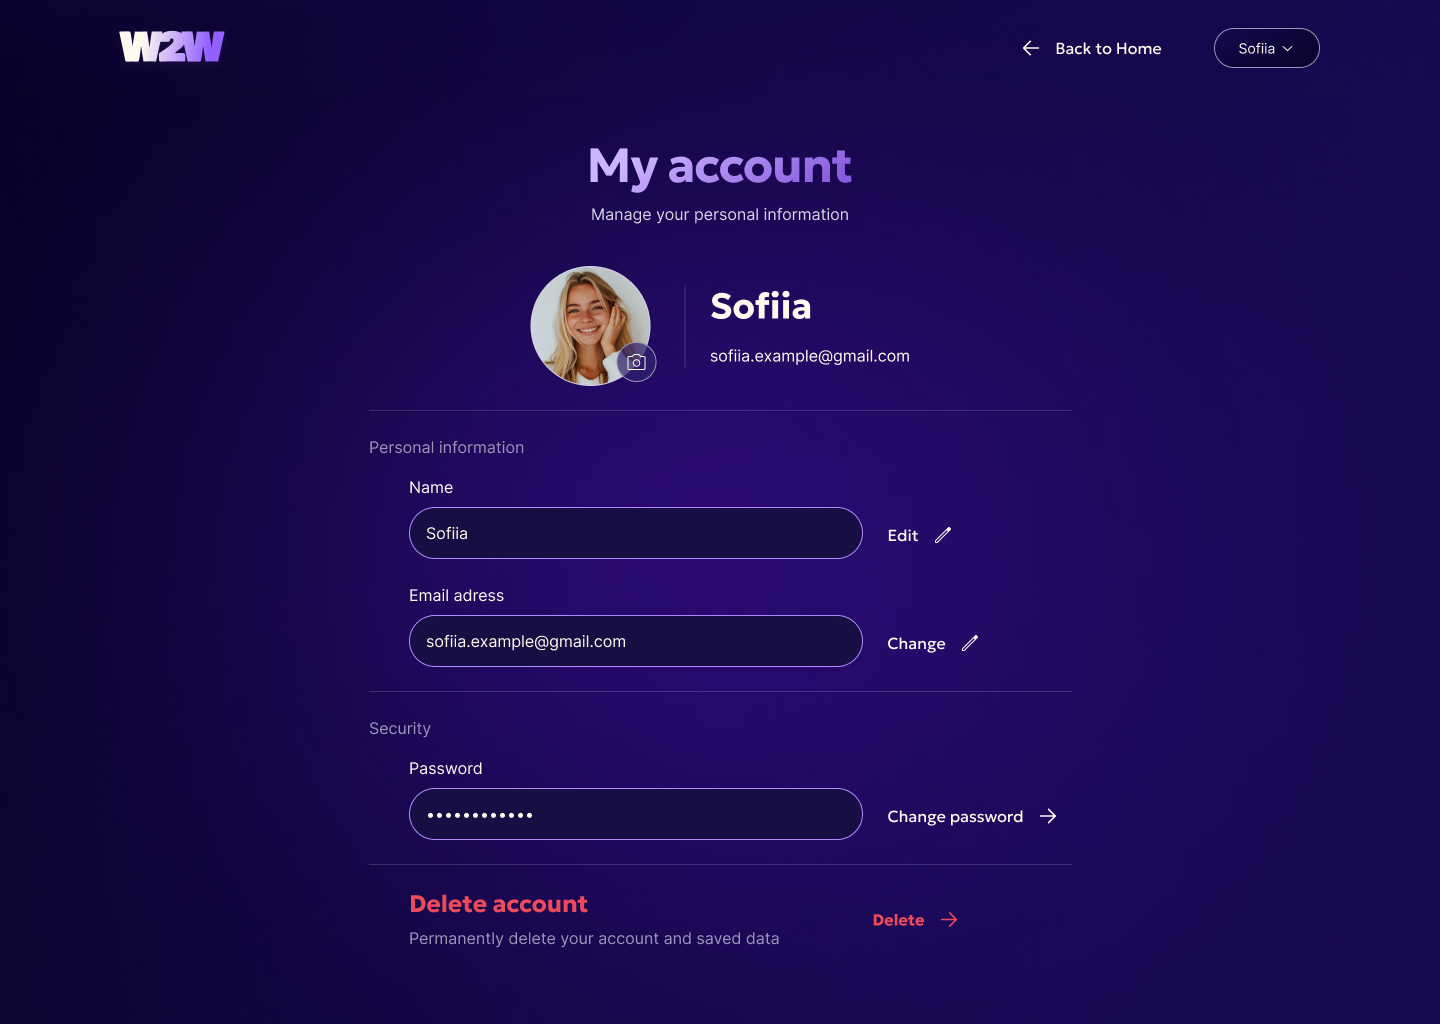 W2W
Back to Home
Sofiia
My account
Manage your personal information
Sofiia
sofiia.example@gmail.com
Personal information
Name
Sofiia
Edit
Email adress
sofiia.example@gmail.com
Change
Security
Password
••••••••••••
Change password
Delete account
Delete
Permanently delete your account and saved data